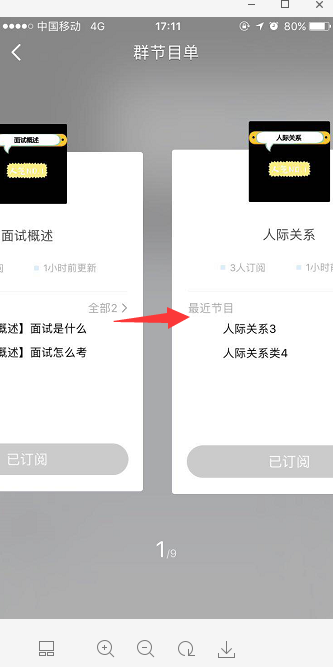 中国移动 4G 17:11 80%
群节目单
面试概述
人际关系
面试概述
人际关系
阅 1小时前更新
3人订阅 1小时
全部2
最近节目
概述】面试是什么
人际关系3
概述】面试怎么考
人际关系类4
已订阅
已订阅
1/9